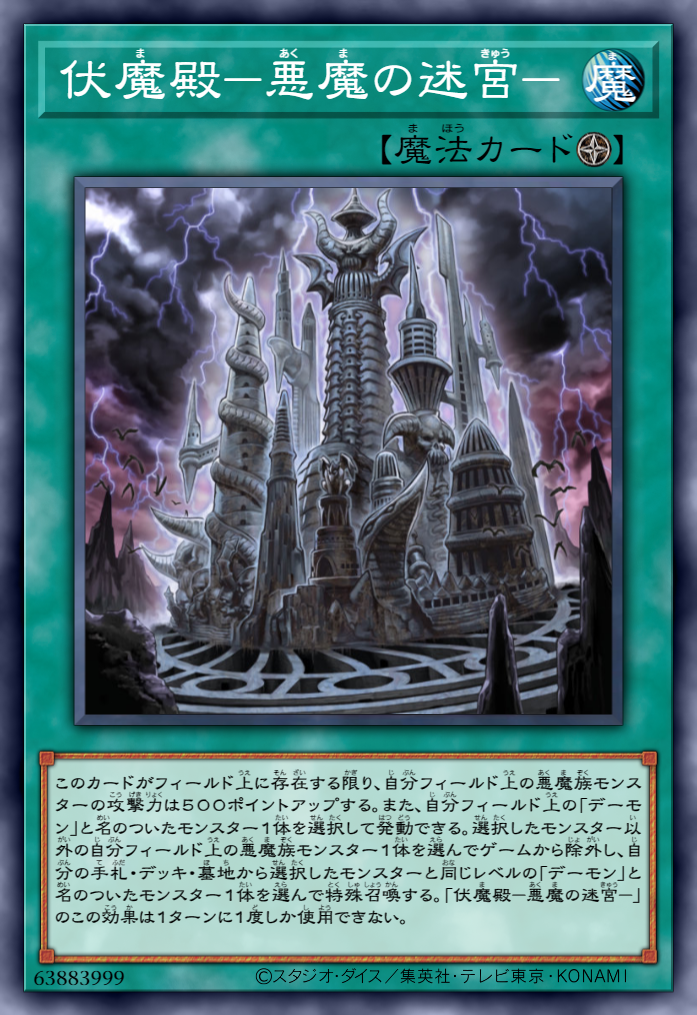 伏魔殿－悪魔の迷宮－ 魔
【魔法カード】
このカードがフィールド上に存在する限り、自分フィールド上の悪魔族モンス
ターの攻撃力は５００ポイントアップする。また、自分フィールド上の「デーモ
ン」と名のついたモンスター１体を選択して発動できる。選択したモンスター以
外の自分フィールド上の悪魔族モンスター１体を選んでゲームから除外し、自
分の手札・デッキ・墓地から選択したモンスターと同じレベルの「デーモン」と
名のついたモンスター１体を選んで特殊召喚する。「伏魔殿－悪魔の迷宮－」
のこの効果は１ターンに１度しか使用できない。
63883999 ©スタジオ・ダイス／集英社・テレビ東京・KONAMI